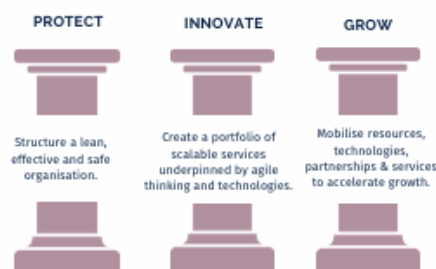 PROTECT
Structure a lean,
effective and safe
organisation.
INNOVATE
Create a portfolio of
scalable services
underpinned by agile
thinking and technologies.
GROW
Mobilise resources,
technologies,
partnerships & services
to accelerate growth.